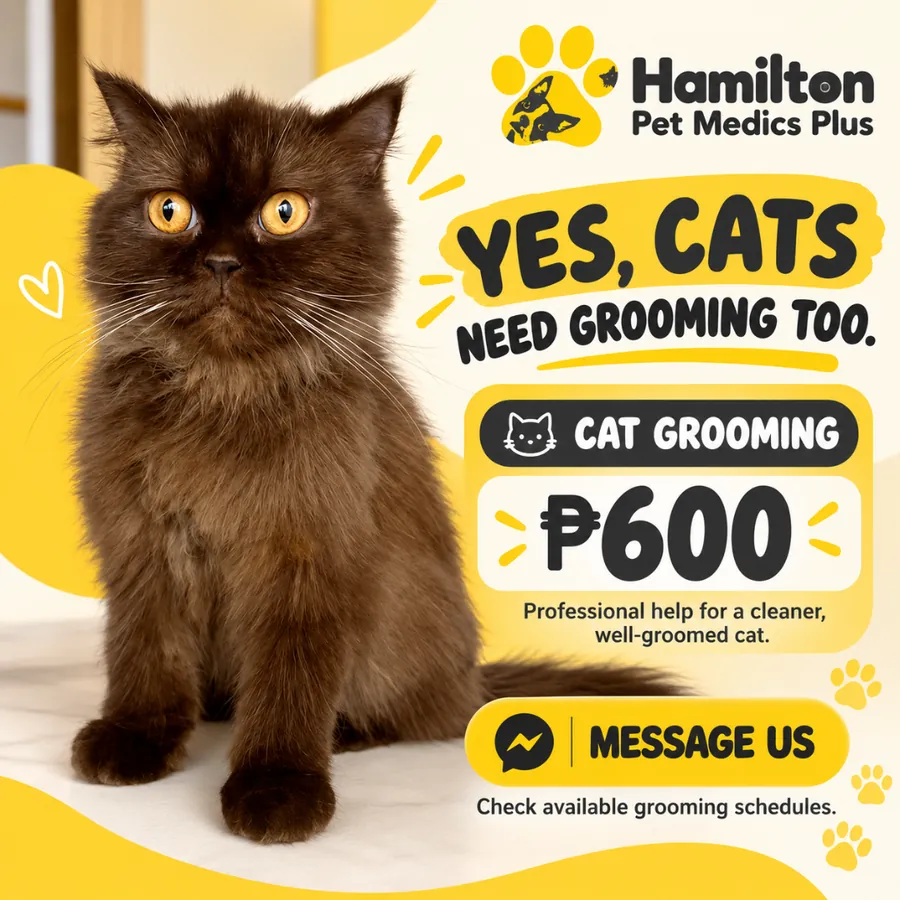 Hamilton
Pet Medics Plus
YES, CATS
NEED GROOMING TOO.
CAT GROOMING
₱600
Professional help for a cleaner,
well-groomed cat.
MESSAGE US
Check available grooming schedules.